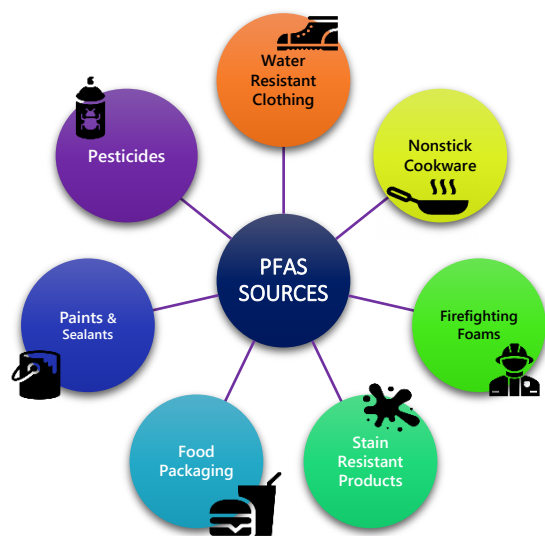 PFAS
SOURCES
Water
Resistant
Clothing
Nonstick
Cookware
Firefighting
Foams
Stain
Resistant
Products
Food
Packaging
Paints &
Sealants
Pesticides